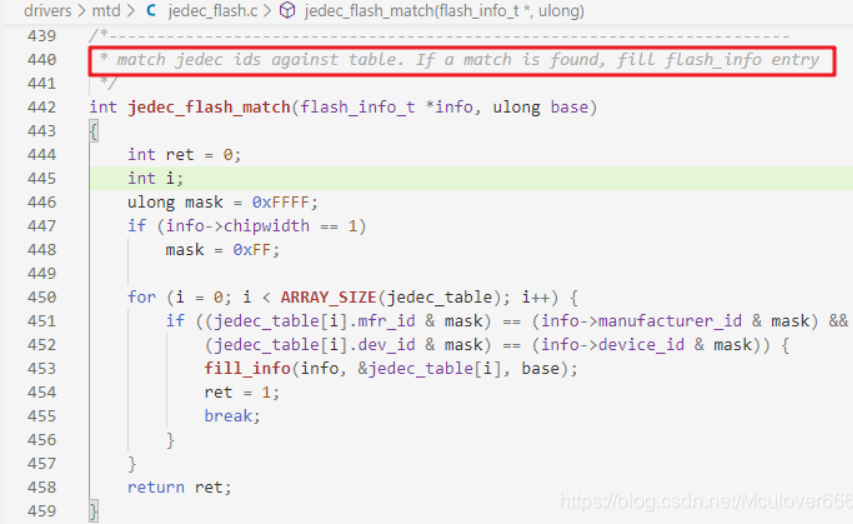 drivers > mtd > C jedec_flash.c > jedec_flash_match(flash_info_t *, ulong)
439 /*-----------------------------------------------------------------------
440 * match jedec ids against table. If a match is found, fill flash_info entry
441 */
442 int jedec_flash_match(flash_info_t *info, ulong base)
443 {
444 int ret = 0;
445 int i;
446 ulong mask = 0xFFFF;
447 if (info->chipwidth == 1)
448 mask = 0xFF;
449
450 for (i = 0; i < ARRAY_SIZE(jedec_table); i++) {
451 if ((jedec_table[i].mfr_id & mask) == (info->manufacturer_id & mask) &&
452 (jedec_table[i].dev_id & mask) == (info->device_id & mask)) {
453 fill_info(info, &jedec_table[i], base);
454 ret = 1;
455 break;
456 }
457 }
458 return ret;
459 }
https://blog.csdn.net/Mculover666